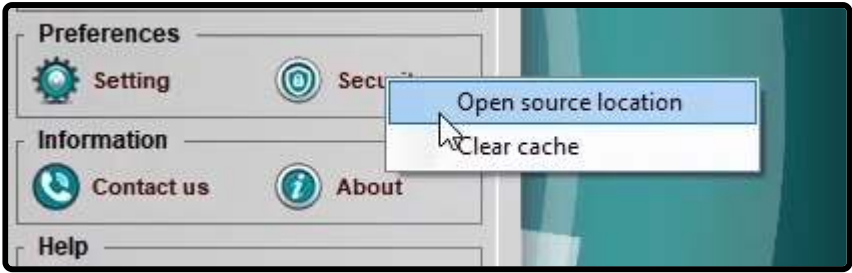 Preferences
Setting
Open source location
Information
Clear cache
Contact us
About
Help